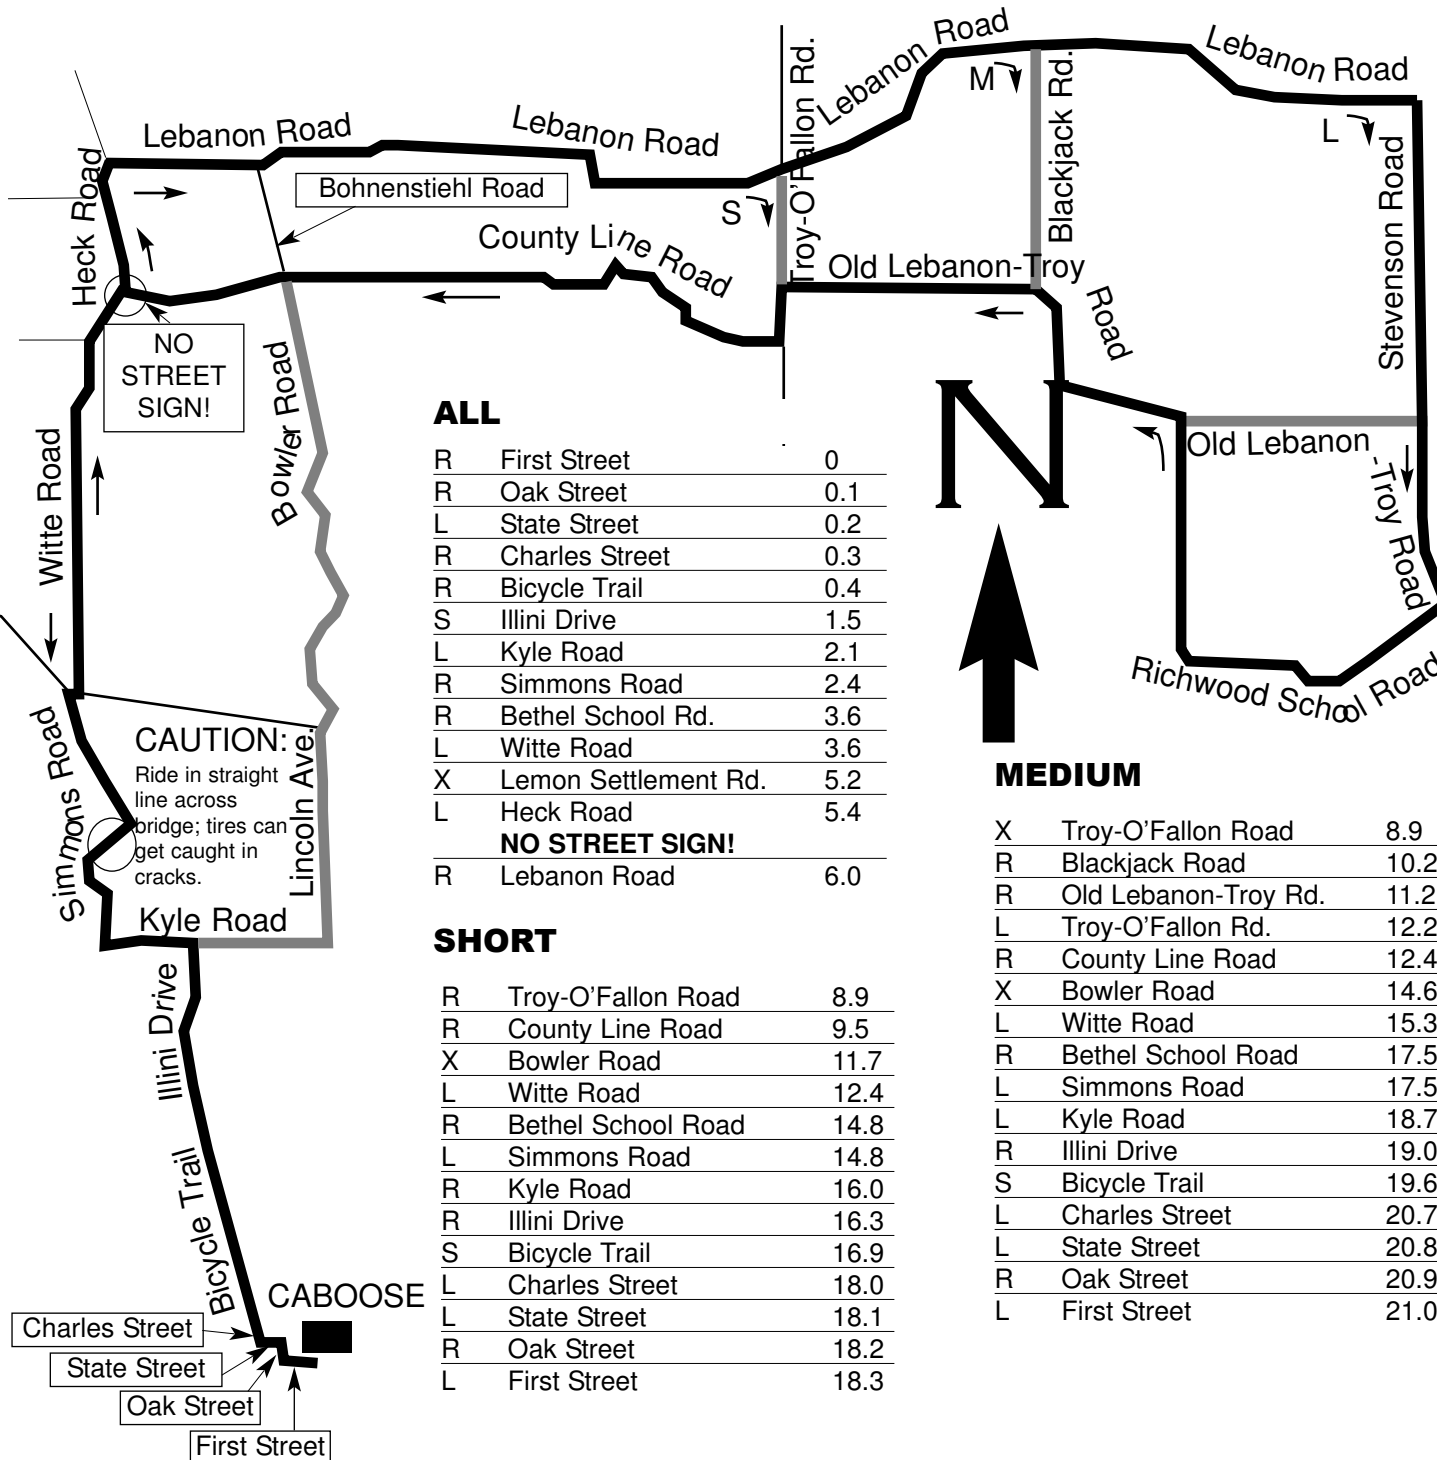 Lebanon Road
Lebanon Road
Lebanon Road
Lebanon Road
Troy-O'Fallon Rd.
Blackjack Rd.
M
L
S
Heck Road
Bohnenstiehl Road
County Line Road
Old Lebanon-Troy
Road
Stevenson Road
NO
STREET
SIGN!
Bowler Road
Witte Road
N
Old Lebanon
-Troy Road
Richwood School Road
Simmons Road
CAUTION:
Ride in straight
line across
bridge; tires can
get caught in
cracks.
Lincoln Ave.
Kyle Road
Illini Drive
Bicycle Trail
CABOOSE
Charles Street
State Street
Oak Street
First Street
ALL
R First Street 0
R Oak Street 0.1
L State Street 0.2
R Charles Street 0.3
R Bicycle Trail 0.4
S Illini Drive 1.5
L Kyle Road 2.1
R Simmons Road 2.4
R Bethel School Rd. 3.6
L Witte Road 3.6
X Lemon Settlement Rd. 5.2
L Heck Road 5.4
NO STREET SIGN!
R Lebanon Road 6.0
SHORT
R Troy-O'Fallon Road 8.9
R County Line Road 9.5
X Bowler Road 11.7
L Witte Road 12.4
R Bethel School Road 14.8
L Simmons Road 14.8
R Kyle Road 16.0
R Illini Drive 16.3
S Bicycle Trail 16.9
L Charles Street 18.0
L State Street 18.1
R Oak Street 18.2
L First Street 18.3
MEDIUM
X Troy-O'Fallon Road 8.9
R Blackjack Road 10.2
R Old Lebanon-Troy Rd. 11.2
L Troy-O'Fallon Rd. 12.2
R County Line Road 12.4
X Bowler Road 14.6
L Witte Road 15.3
R Bethel School Road 17.5
L Simmons Road 17.5
L Kyle Road 18.7
R Illini Drive 19.0
S Bicycle Trail 19.6
L Charles Street 20.7
L State Street 20.8
R Oak Street 20.9
L First Street 21.0